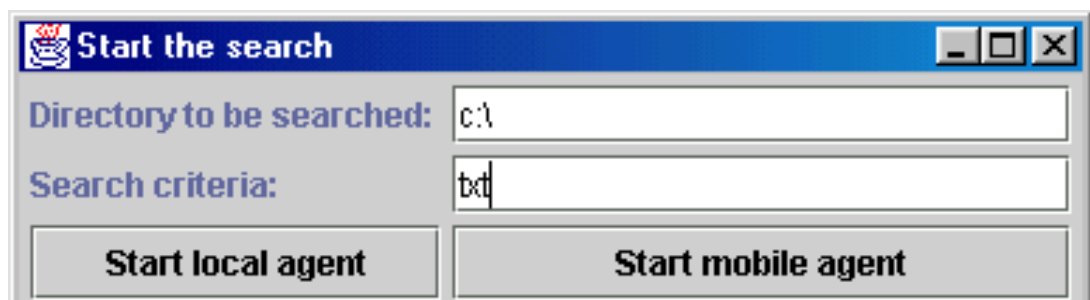 Start the search
Directory to be searched: c:\
Search criteria: txt
Start local agent Start mobile agent